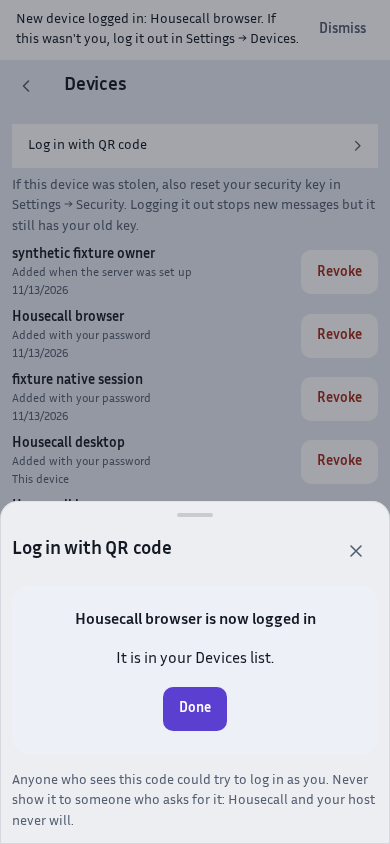 New device logged in: Housecall browser. If
this wasn't you, log it out in Settings → Devices.
Dismiss
Devices
Log in with QR code
If this device was stolen, also reset your security key in
Settings → Security. Logging it out stops new messages but it
still has your old key.
synthetic fixture owner
Added when the server was set up
11/13/2026
Revoke
Housecall browser
Added with your password
11/13/2026
Revoke
fixture native session
Added with your password
11/13/2026
Revoke
Housecall desktop
Added with your password
This device
Revoke
Log in with QR code
Housecall browser is now logged in
It is in your Devices list.
Done
Anyone who sees this code could try to log in as you. Never
show it to someone who asks for it: Housecall and your host
never will.